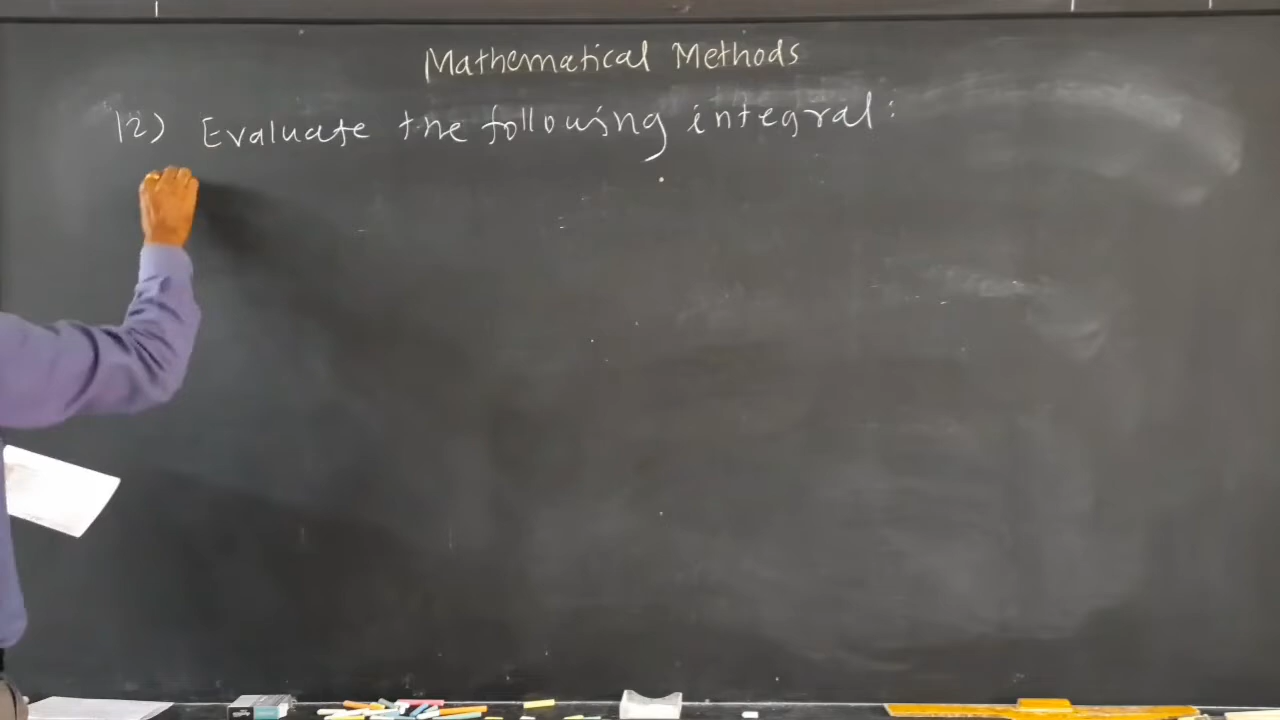 Mathematical Methods
12) Evaluate the following integral: